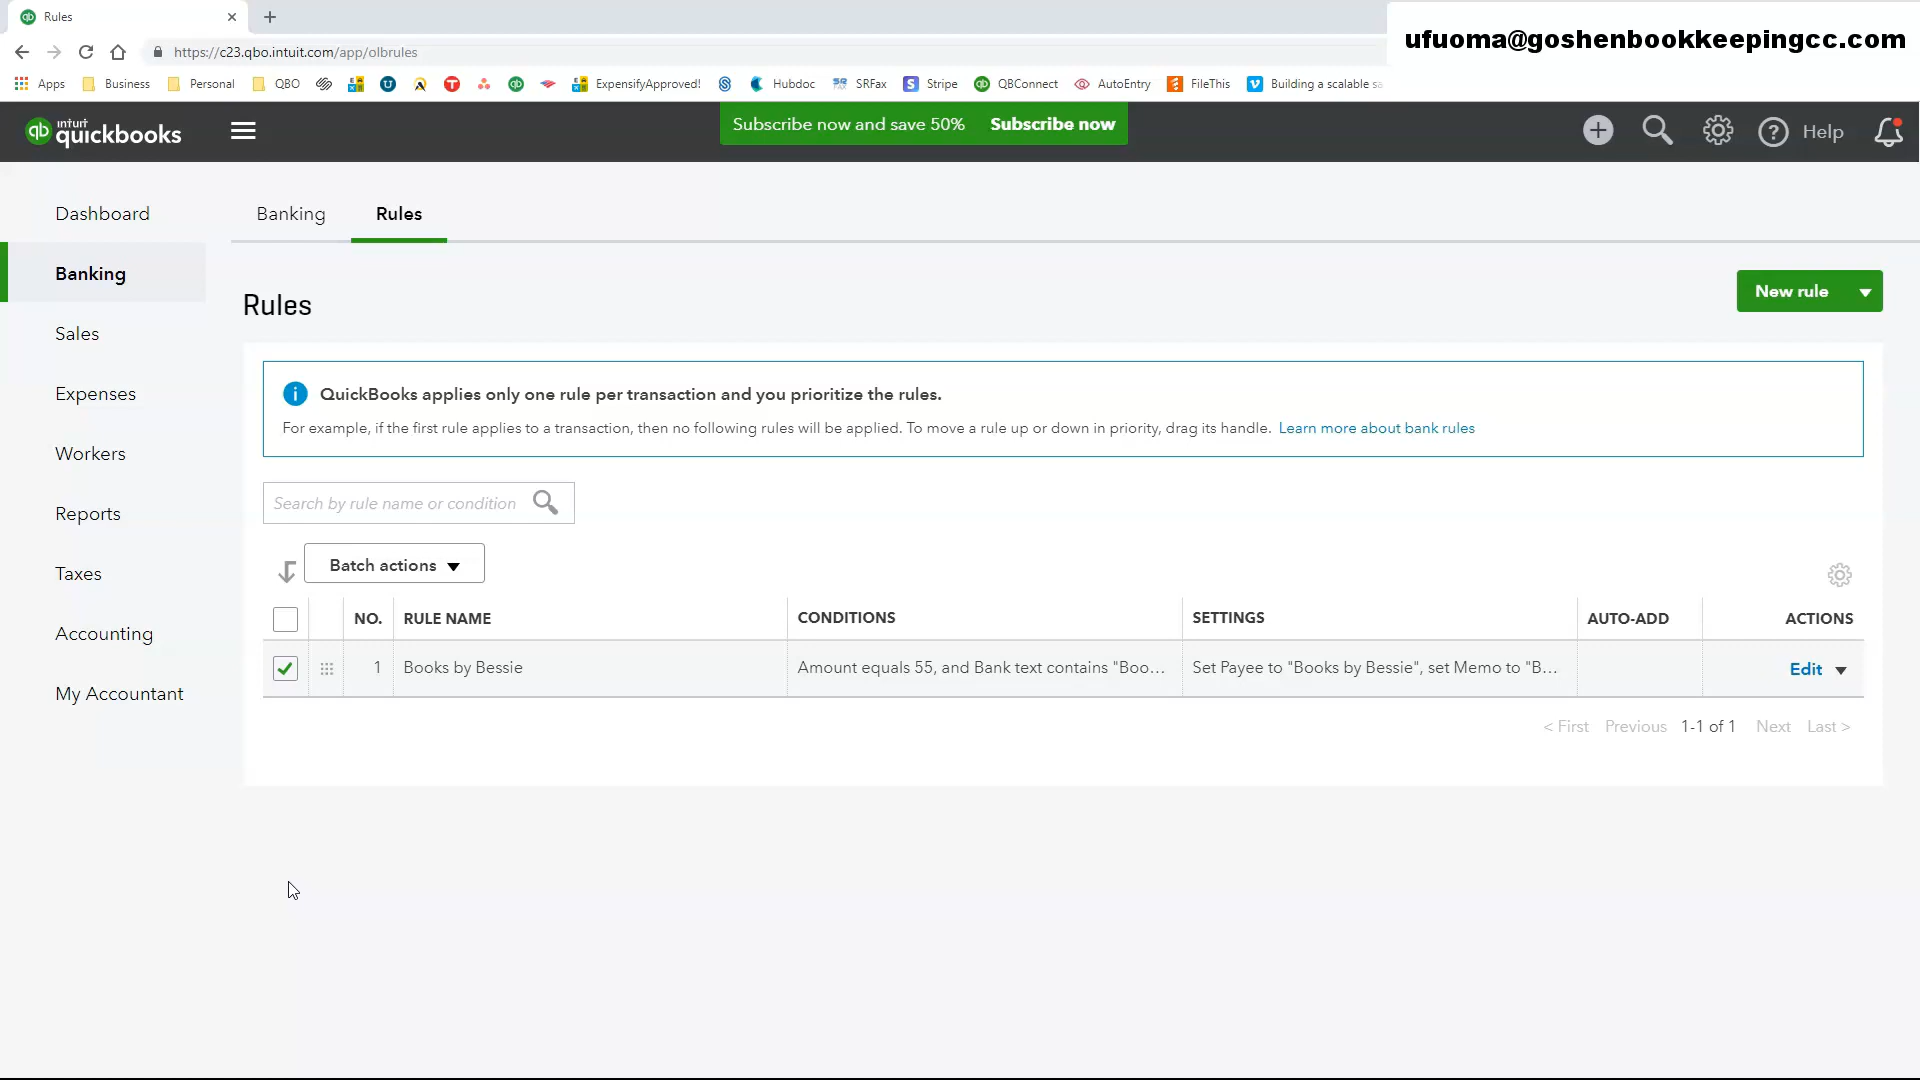 Rules
ufuoma@goshenbookkeepingcc.com
https://c23.qbo.intuit.com/app/olbrules
Apps Business Personal QBO ExpensifyApproved! Hubdoc SRFax Stripe QBConnect AutoEntry FileThis Building a scalable sa
qb intuit quickbooks
Subscribe now and save 50% Subscribe now
Help
Dashboard
Banking
Sales
Expenses
Workers
Reports
Taxes
Accounting
My Accountant
Banking Rules
Rules
New rule
QuickBooks applies only one rule per transaction and you prioritize the rules.
For example, if the first rule applies to a transaction, then no following rules will be applied. To move a rule up or down in priority, drag its handle. Learn more about bank rules
Search by rule name or condition
Batch actions
NO. RULE NAME CONDITIONS SETTINGS AUTO-ADD ACTIONS
1 Books by Bessie Amount equals 55, and Bank text contains "Boo... Set Payee to "Books by Bessie", set Memo to "B... Edit
< First Previous 1-1 of 1 Next Last >